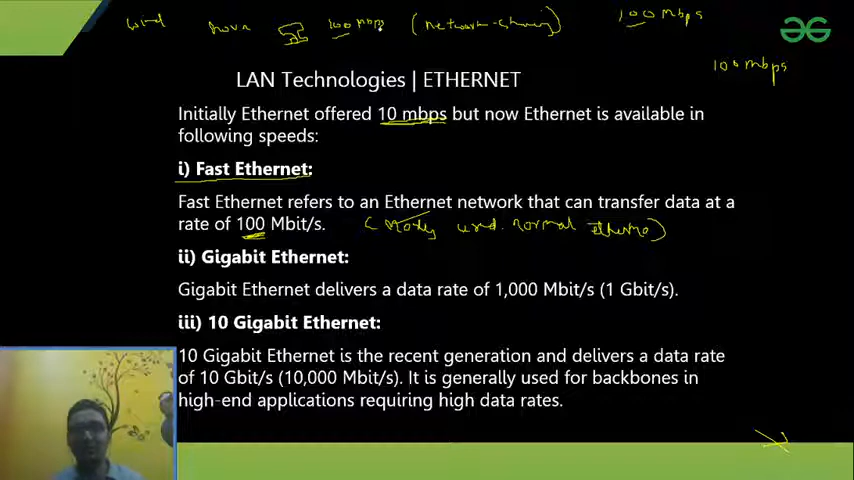 100 mbps (network-sharing) 100 mbps
100 mbps
LAN Technologies | ETHERNET
Initially Ethernet offered 10 mbps but now Ethernet is available in
following speeds:
i) Fast Ethernet:
Fast Ethernet refers to an Ethernet network that can transfer data at a
rate of 100 Mbit/s. (Mostly used normal
ii) Gigabit Ethernet:
Gigabit Ethernet delivers a data rate of 1,000 Mbit/s (1 Gbit/s).
iii) 10 Gigabit Ethernet:
10 Gigabit Ethernet is the recent generation and delivers a data rate
of 10 Gbit/s (10,000 Mbit/s). It is generally used for backbones in
high-end applications requiring high data rates.